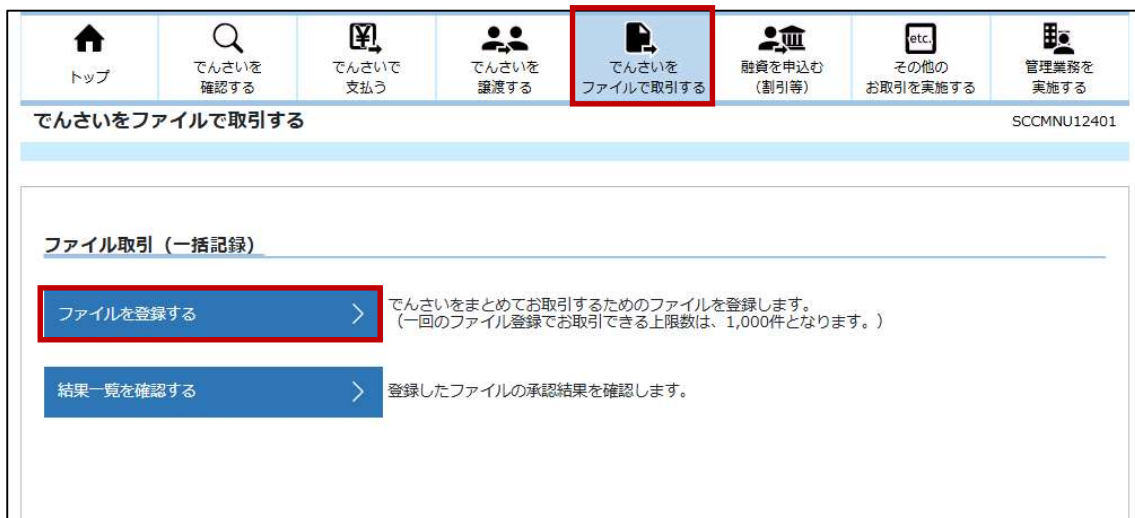 トップ
でんさいを
確認する
でんさいで
支払う
でんさいを
譲渡する
でんさいを
ファイルで取引する
融資を申込む
(割引等)
etc.
その他の
お取引を実施する
管理業務を
実施する
でんさいをファイルで取引する
SCCMNU12401
ファイル取引（一括記録）
ファイルを登録する
でんさいをまとめてお取引するためのファイルを登録します。
（一回のファイル登録でお取引できる上限数は、1,000件となります。）
結果一覧を確認する
登録したファイルの承認結果を確認します。